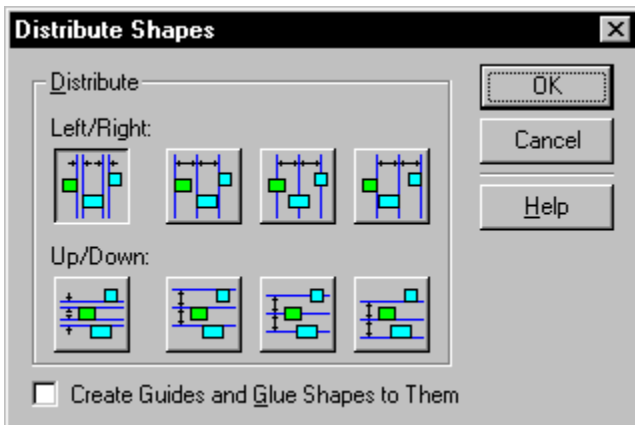 Distribute Shapes
Distribute
OK
Left/Right:
Cancel
Help
Up/Down:
Create Guides and Glue Shapes to Them